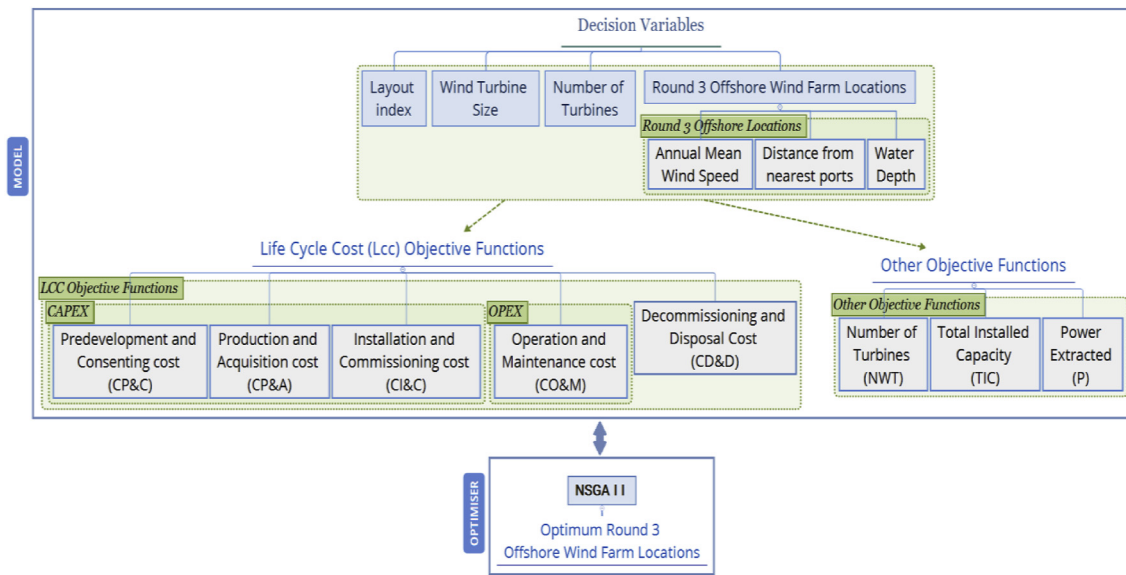 Decision Variables
Layout
index
Wind Turbine
Size
Number of
Turbines
Round 3 Offshore Wind Farm Locations
Round 3 Offshore Locations
Annual Mean
Wind Speed
Distance from
nearest ports
Water
Depth
MODEL
Life Cycle Cost (Lcc) Objective Functions
LCC Objective Functions
CAPEX
Predevelopment and
Consenting cost
(CP&C)
Production and
Acquisition cost
(CP&A)
Installation and
Commissioning cost
(CI&C)
OPEX
Operation and
Maintenance cost
(CO&M)
Decommissioning and
Disposal Cost
(CD&D)
Other Objective Functions
Other Objective Functions
Number of
Turbines
(NWT)
Total Installed
Capacity
(TIC)
Power
Extracted
(P)
OPTIMISER
NSGA II
Optimum Round 3
Offshore Wind Farm Locations